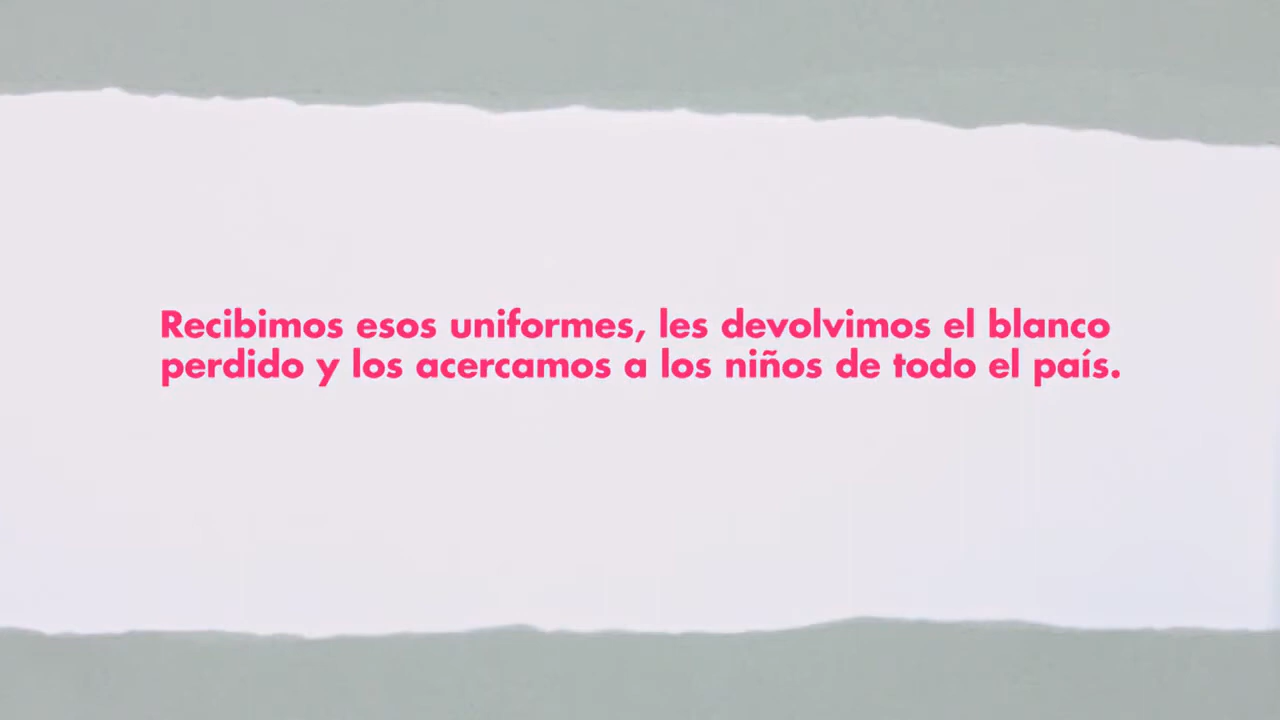 Recibimos esos uniformes, les devolvimos el blanco
perdido y los acercamos a los niños de todo el país.